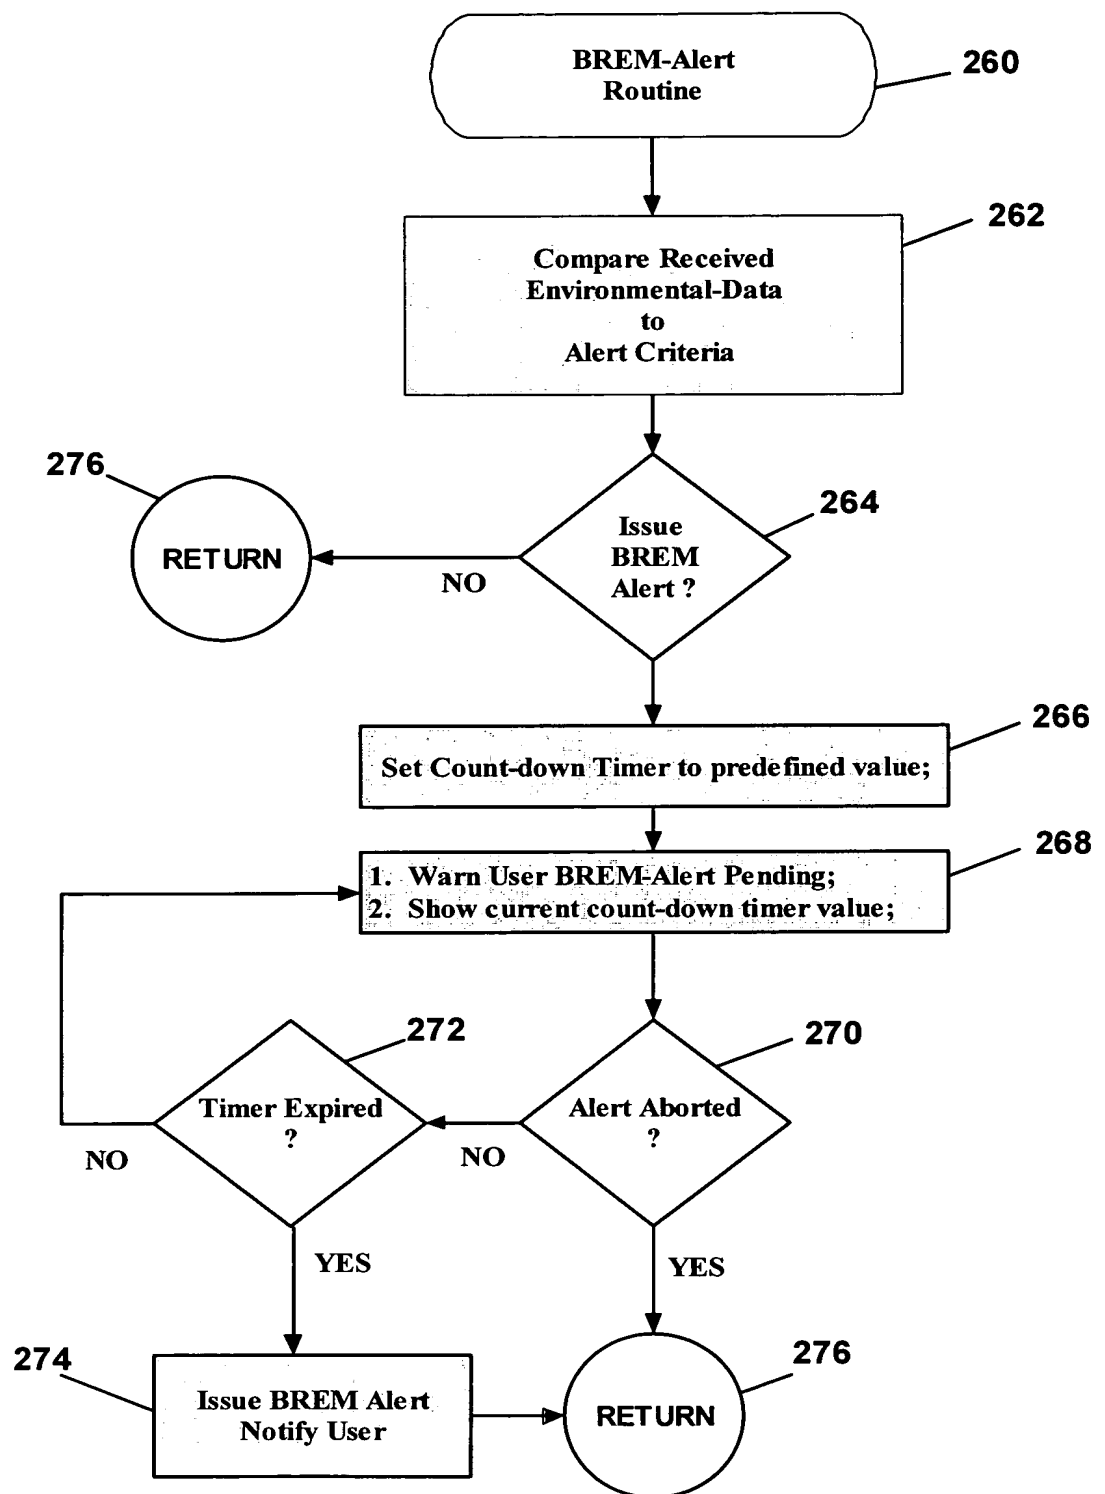 BREM-Alert
Routine
260
262
Compare Received
Environmental-Data
to
Alert Criteria
276
RETURN
NO
264
Issue
BREM
Alert ?
266
Set Count-down Timer to predefined value;
268
1. Warn User BREM-Alert Pending;
2. Show current count-down timer value;
272
270
Timer Expired
?
Alert Aborted
?
NO
NO
YES
YES
274
Issue BREM Alert
Notify User
276
RETURN